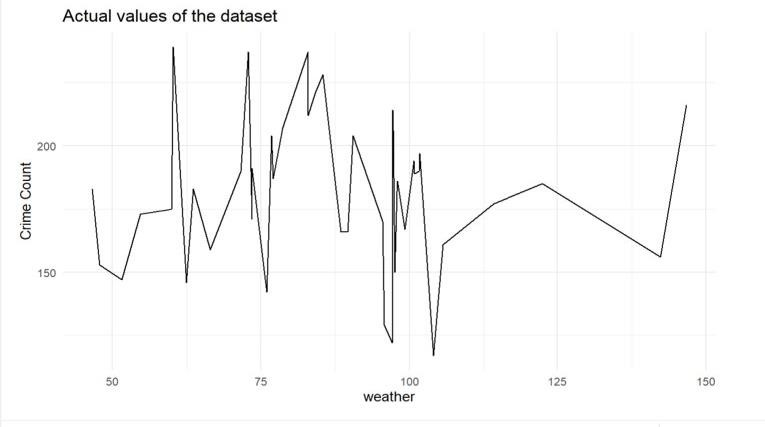 Actual values of the dataset
200
150
Crime Count
50 75 100 125 150
weather